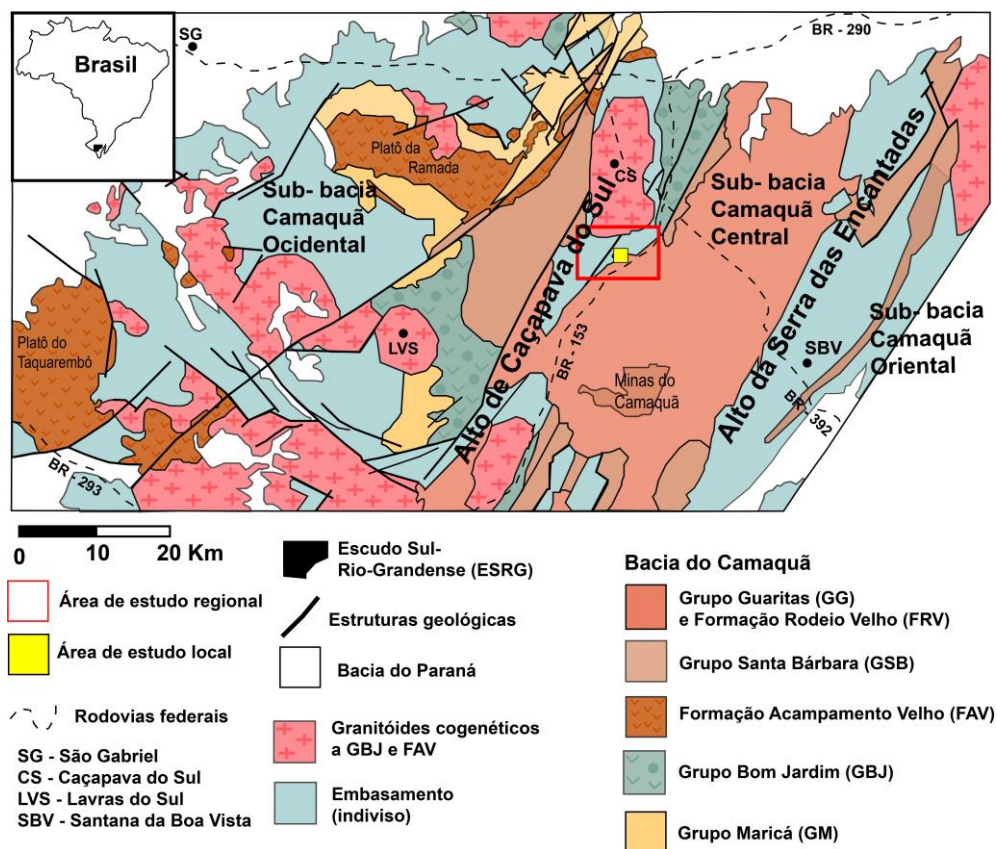 Brasil
SG
BR - 290
Platô da
Ramada
Sub- bacia
Camaquã
Ocidental
CS
Sub- bacia
Camaquã
Central
Alto de Caçapava do Sul
Alto da Serra das Encantadas
Sub- bacia
Camaquã
Oriental
Platô do
Taquarembó
LVS
BR - 153
Minas do
Camaquã
SBV
BR - 392
BR - 293
0 10 20 Km
Área de estudo regional
Área de estudo local
Rodovias federais
SG - São Gabriel
CS - Caçapava do Sul
LVS - Lavras do Sul
SBV - Santana da Boa Vista
Escudo Sul-
Rio-Grandense (ESRG)
Estruturas geológicas
Bacia do Paraná
Granitóides cogenéticos
a GBJ e FAV
Embasamento
(indiviso)
Bacia do Camaquã
Grupo Guaritas (GG)
e Formação Rodeio Velho (FRV)
Grupo Santa Bárbara (GSB)
Formação Acampamento Velho (FAV)
Grupo Bom Jardim (GBJ)
Grupo Maricá (GM)